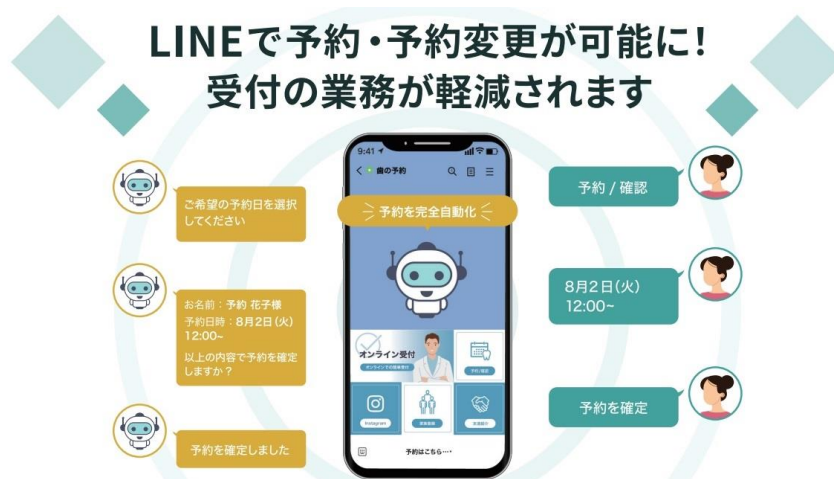 LINEで予約・予約変更が可能に!
受付の業務が軽減されます
ご希望の予約日を選択
してください
お名前：予約 花子様
予約日時：8月2日(火)
12:00~
以上の内容で予約を確定
しますか？
予約を確定しました
9:41
歯の予約
予約を完全自動化
オンライン受付
予約/確認
Instagram
予約はこちら…
予約 / 確認
8月2日(火)
12:00~
予約を確定